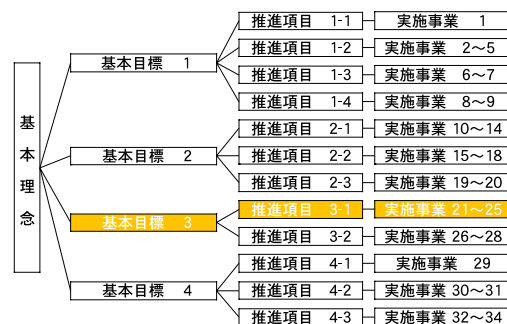 基本理念
基本目標　1
推進項目　1-1
実施事業　1
推進項目　1-2
実施事業　2～5
推進項目　1-3
実施事業　6～7
推進項目　1-4
実施事業　8～9
基本目標　2
推進項目　2-1
実施事業 10～14
推進項目　2-2
実施事業 15～18
推進項目　2-3
実施事業 19～20
基本目標　3
推進項目　3-1
実施事業 21～25
推進項目　3-2
実施事業 26～28
基本目標　4
推進項目　4-1
実施事業　29
推進項目　4-2
実施事業 30～31
推進項目　4-3
実施事業 32～34